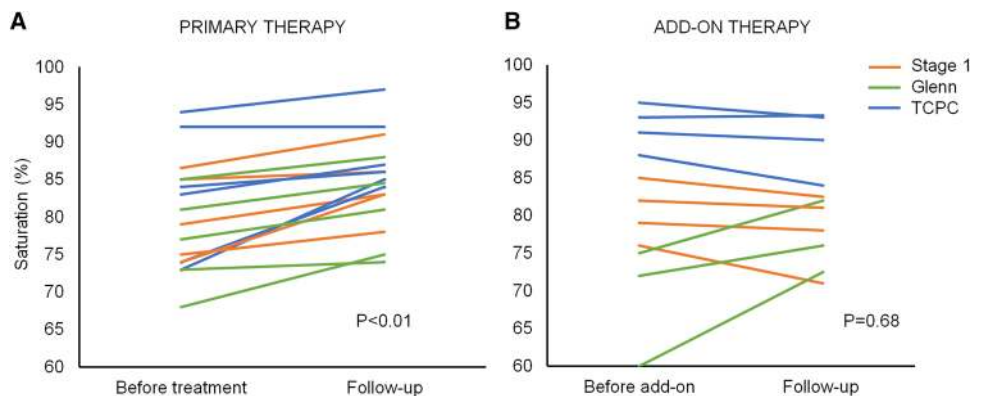 A
PRIMARY THERAPY
100
95
90
85
80
75
70
65
60
Saturation (%)
P<0.01
Before treatment Follow-up
B
ADD-ON THERAPY
100
95
90
85
80
75
70
65
60
Stage 1
Glenn
TCPC
P=0.68
Before add-on Follow-up